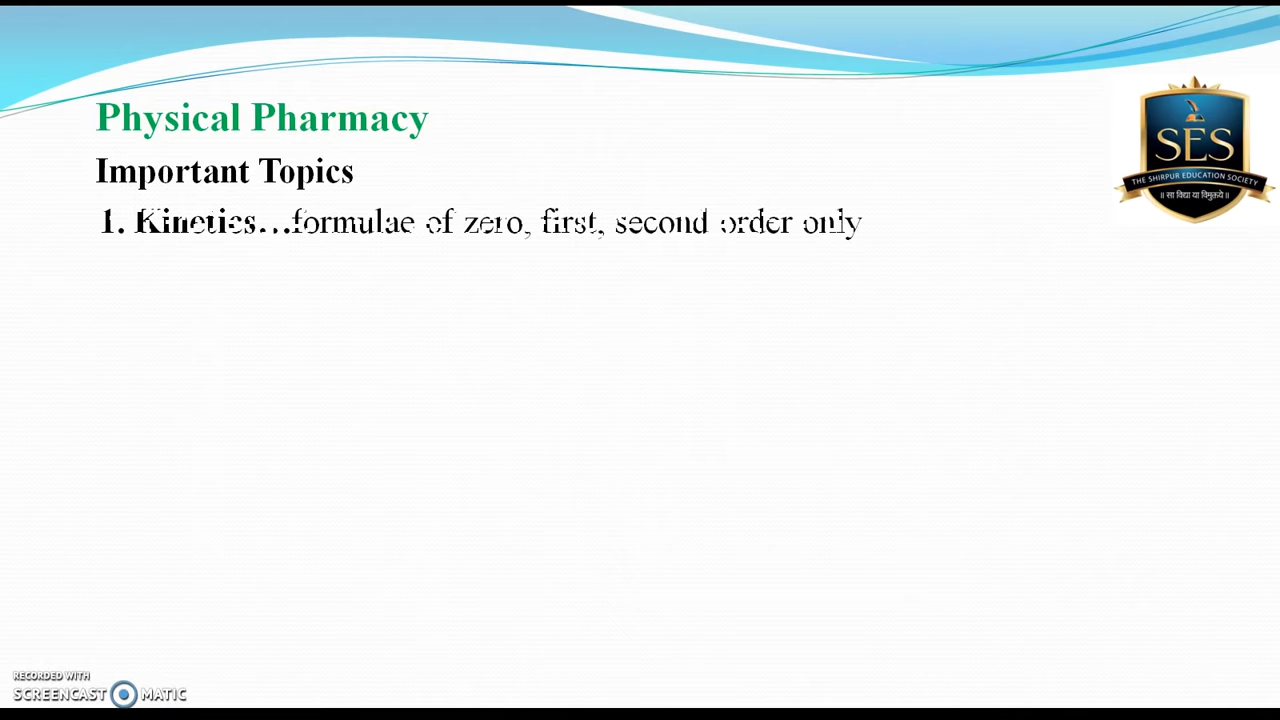 Physical Pharmacy
Important Topics
1. Kinetics...formulae of zero, first, second order only
SES
THE SHIRPUR EDUCATION SOCIETY
॥ सा विद्या या विमुक्तये ॥
RECORDED WITH
SCREENCAST MATIC